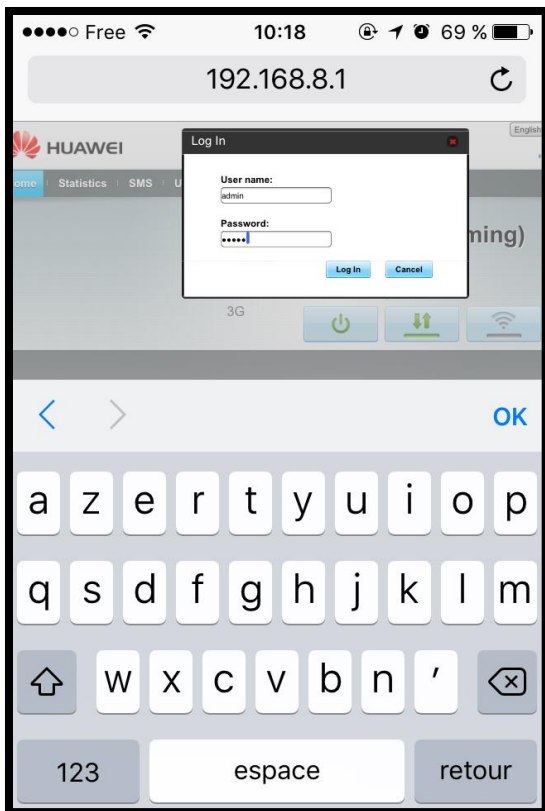 Free 10:18 69 %
192.168.8.1
HUAWEI
English
Log In
User name:
admin
Password:
•••••
Log In Cancel
ome Statistics SMS U
ming)
3G
OK
a z e r t y u i o p
q s d f g h j k l m
w x c v b n '
123 espace retour